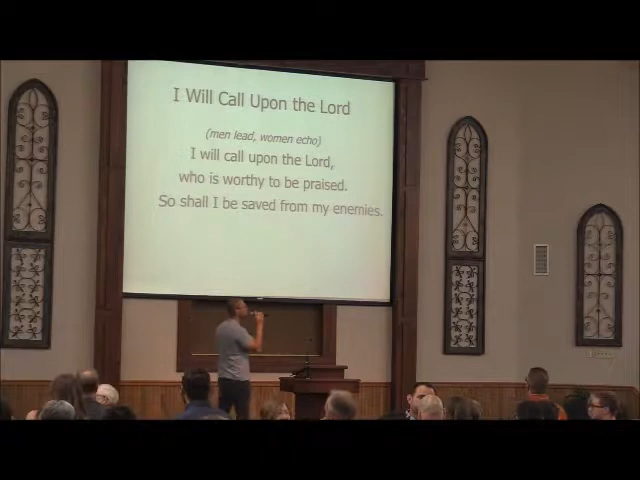 I Will Call Upon the Lord
(men lead, women echo)
I will call upon the Lord,
who is worthy to be praised.
So shall I be saved from my enemies.